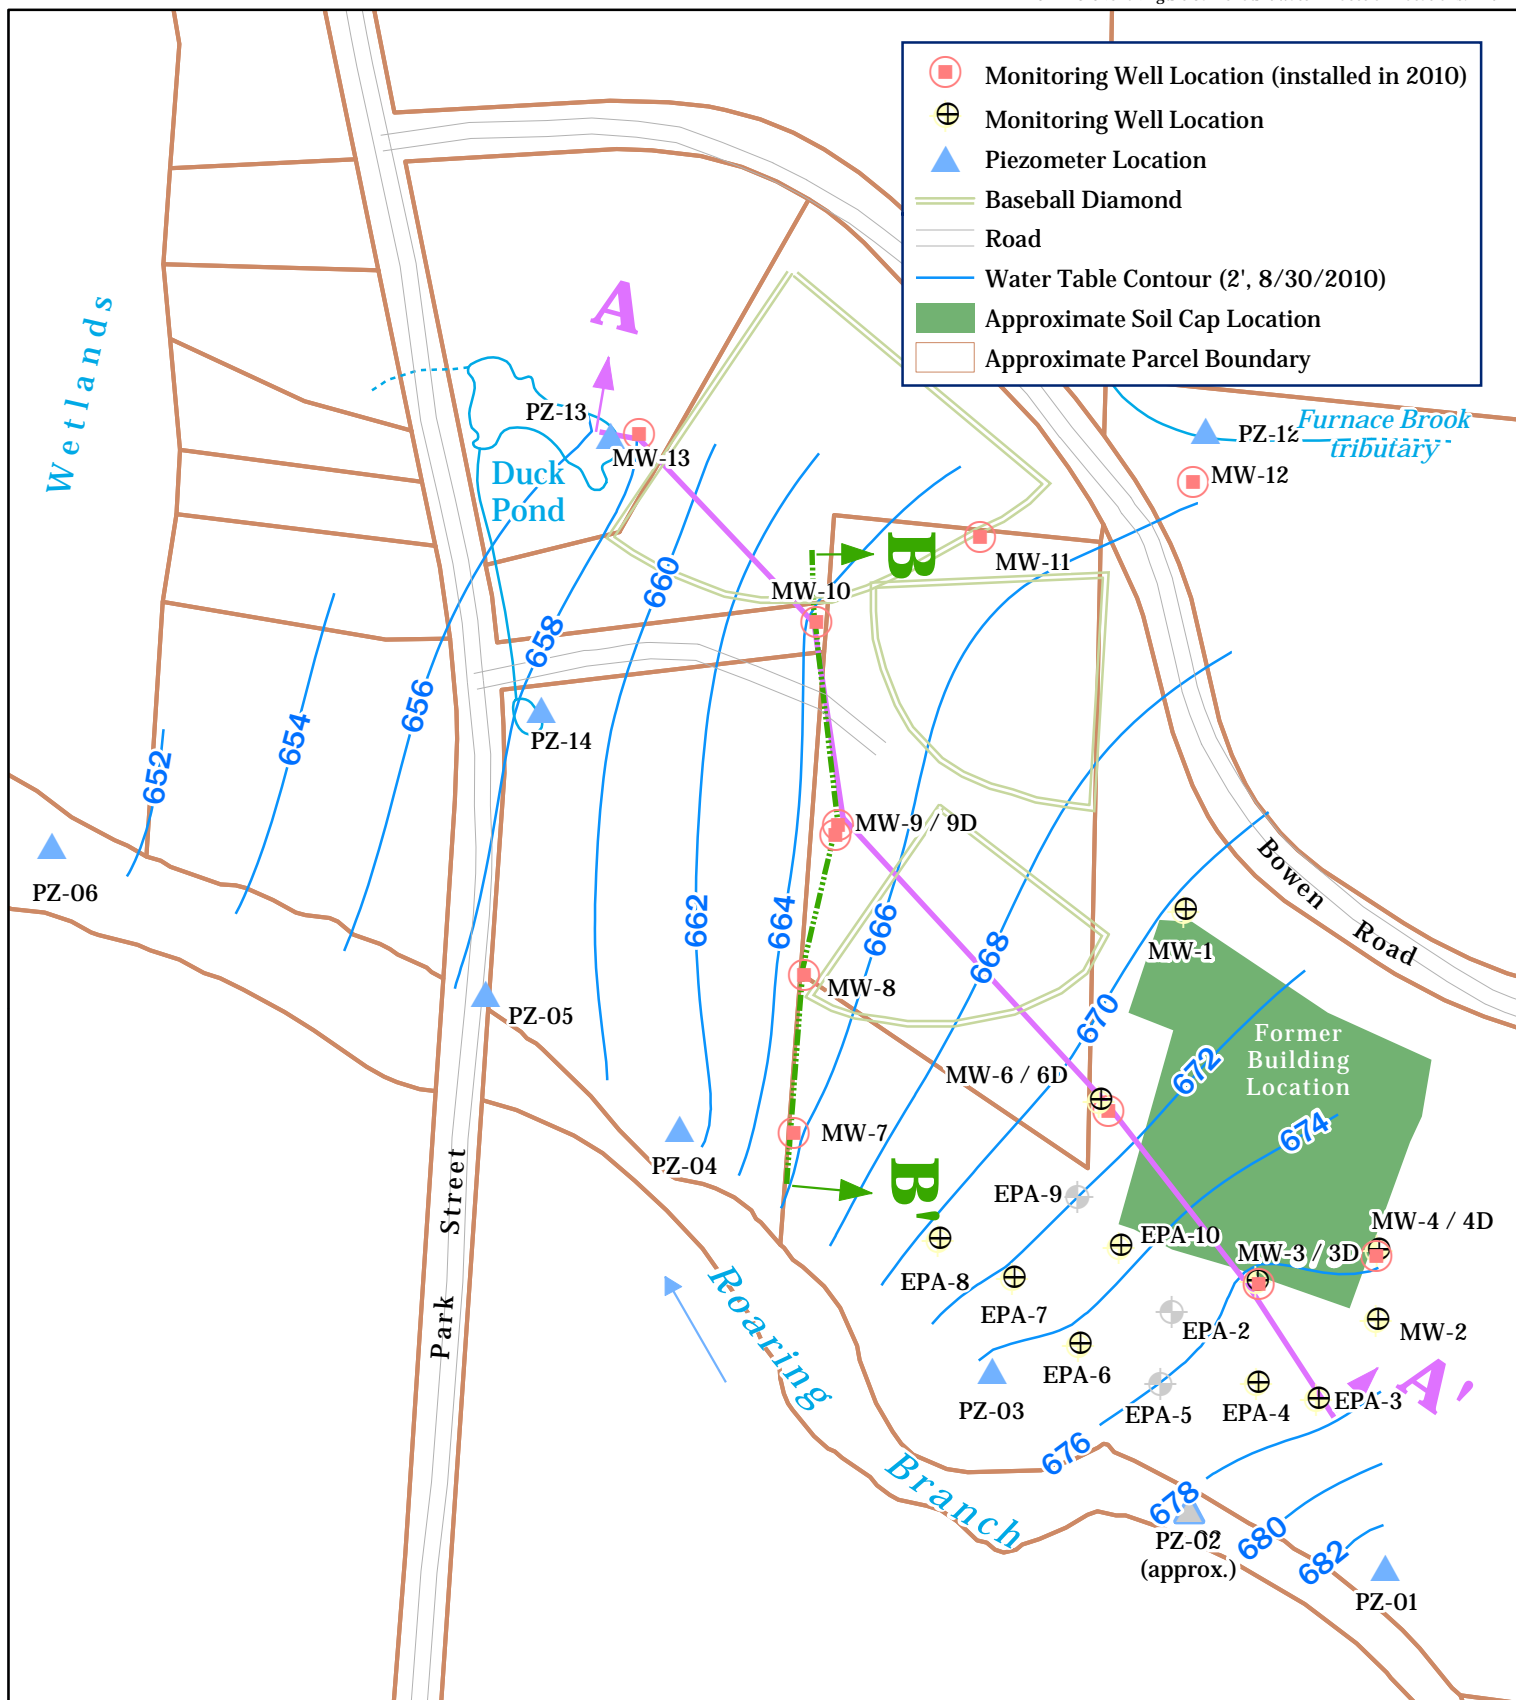 Monitoring Well Location (installed in 2010)
Monitoring Well Location
Piezometer Location
Baseball Diamond
Road
Water Table Contour (2', 8/30/2010)
Approximate Soil Cap Location
Approximate Parcel Boundary
Wetlands
A
PZ-13
MW-13
Duck
Pond
PZ-12
Furnace Brook
tributary
MW-12
B
MW-11
MW-10
660
658
656
654
652
PZ-14
MW-9 / 9D
PZ-06
662
664
666
668
670
672
674
MW-1
Bowen Road
MW-8
PZ-05
Former
Building
Location
MW-6 / 6D
MW-7
PZ-04
B'
EPA-9
EPA-10
MW-4 / 4D
MW-3 / 3D
EPA-8
EPA-7
EPA-2
MW-2
Park Street
Roaring
Branch
EPA-6
PZ-03
EPA-5
EPA-4
EPA-3
A'
676
678
680
682
PZ-02
(approx.)
PZ-01